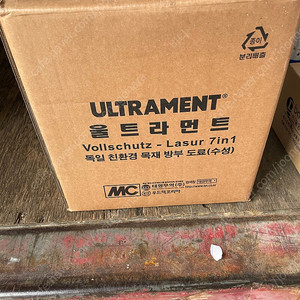 종이
분리배출
ULTRAMENT®
울트라먼트
Vollschutz - Lasur 7in1
독일 친환경 목재 방부 도료(수성)
MC